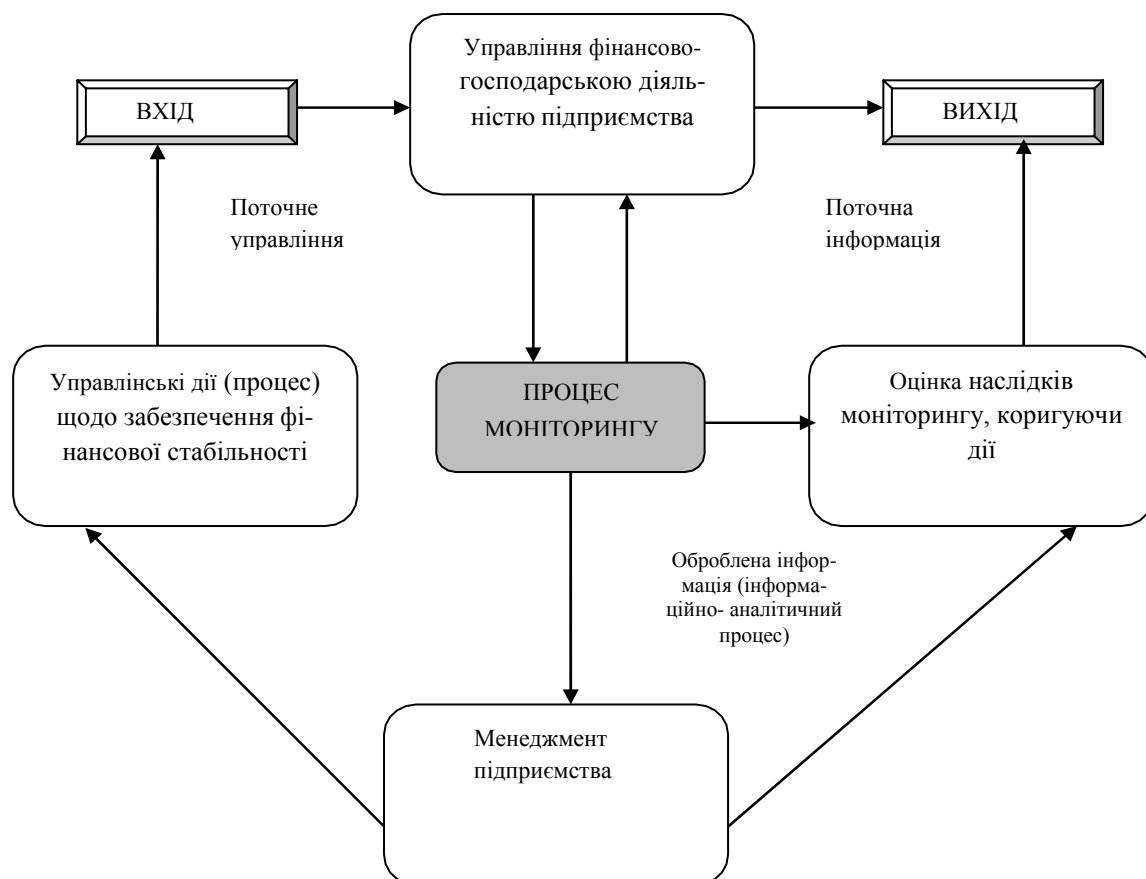 Управління фінансово-
господарською діяль-
ністю підприємства
ВХІД
ВИХІД
Поточне
управління
Поточна
інформація
Управлінські дії (процес)
щодо забезпечення фі-
нансової стабільності
ПРОЦЕС
МОНІТОРИНГУ
Оцінка наслідків
моніторингу, коригуючи
дії
Оброблена інфор-
мація (інформа-
ційно- аналітичний
процес)
Менеджмент
підприємства